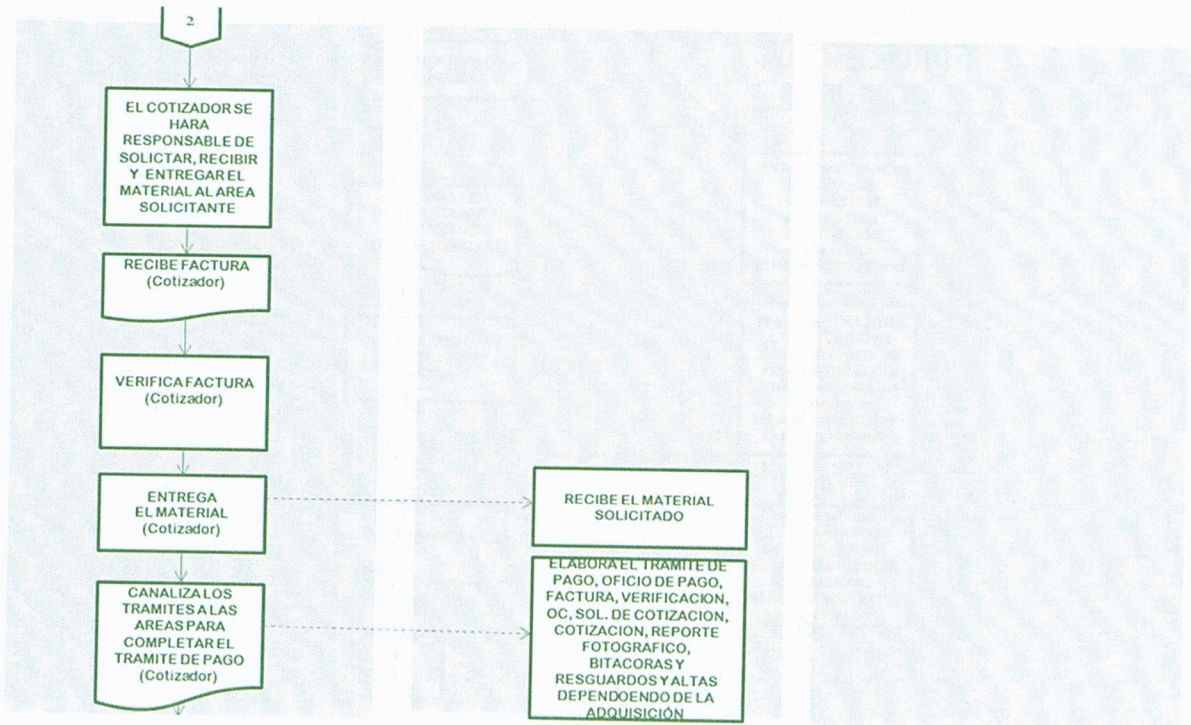 2
EL COTIZADOR SE
HARA
RESPONSABLE DE
SOLICTAR, RECIBIR
Y ENTREGAR EL
MATERIAL AL AREA
SOLICITANTE
RECIBE FACTURA
(Cotizador)
VERIFICA FACTURA
(Cotizador)
ENTREGA
EL MATERIAL
(Cotizador)
RECIBE EL MATERIAL
SOLICITADO
CANALIZA LOS
TRAMITES A LAS
AREAS PARA
COMPLETAR EL
TRAMITE DE PAGO
(Cotizador)
ELABORA EL TRAMITE DE
PAGO, OFICIO DE PAGO,
FACTURA, VERIFICACION,
OC, SOL. DE COTIZACION,
COTIZACION, REPORTE
FOTOGRAFICO,
BITACORAS Y
RESGUARDOS Y ALTAS
DEPENDOENDO DE LA
ADQUISICIÓN